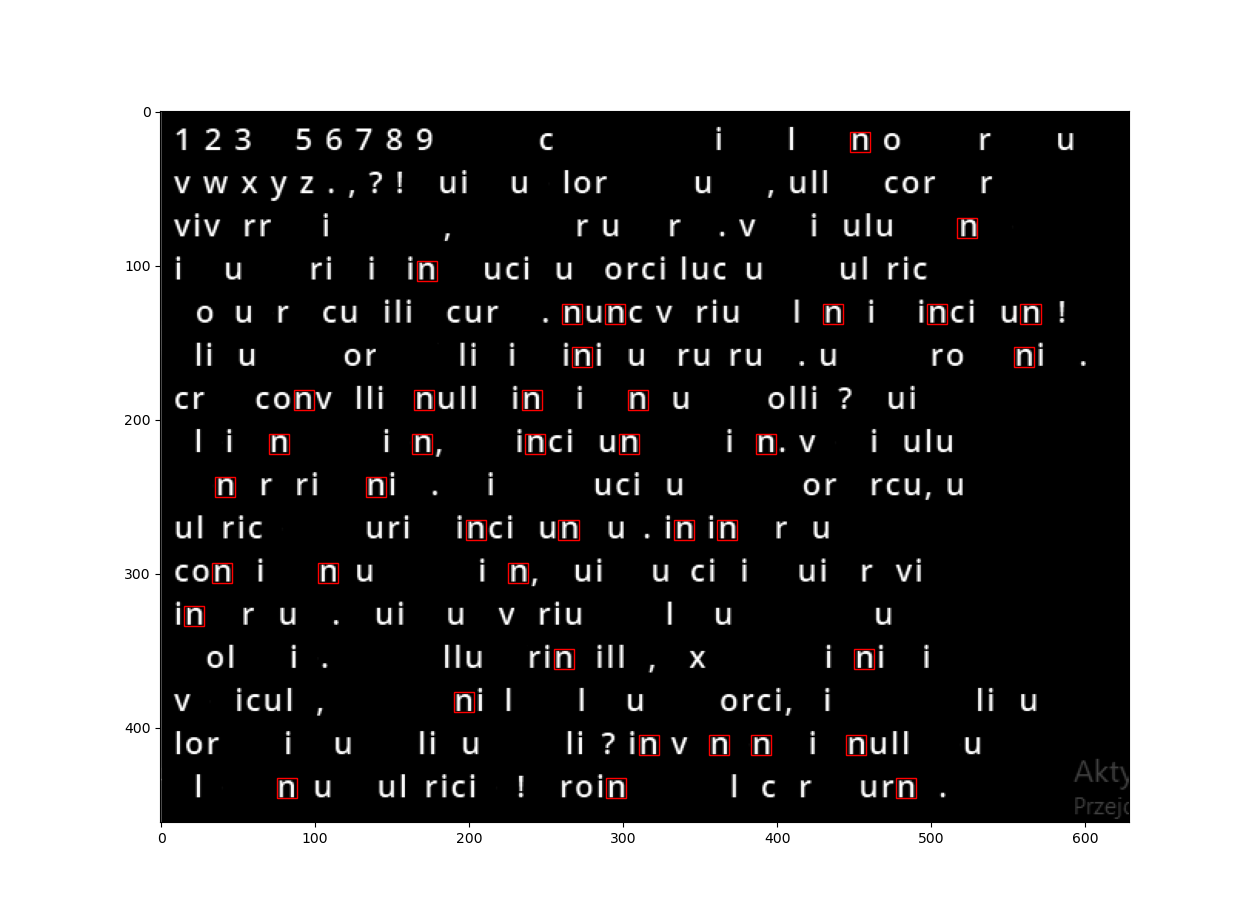 0
1 2 3 5 6 7 8 9 c i l n o r u
v w x y z . , ? ! ui u lor u , ull cor r
viv rr i , r u r . v i ulu n
100
i u ri i in uci u orci luc u ul ric
o u r cu ili cur . nunc v riu l n i inci un !
li u or li i ini u ru ru . u ro ni .
200
cr conv lli null in i n u olli ? ui
l i n i n, inci un i n. v i ulu
n r ri ni . i uci u or rcu, u
ul ric uri inci un u . in in r u
300
con i n u i n, ui u ci i ui r vi
in r u . ui u v riu l u u
ol i . llu rin ill , x i ni i
v icul , ni l l u orci, i li u
400
lor i u li u li ? in v n n i null u
Akty
l n u ul rici ! roin l c r urn .
Przejc
0 100 200 300 400 500 600